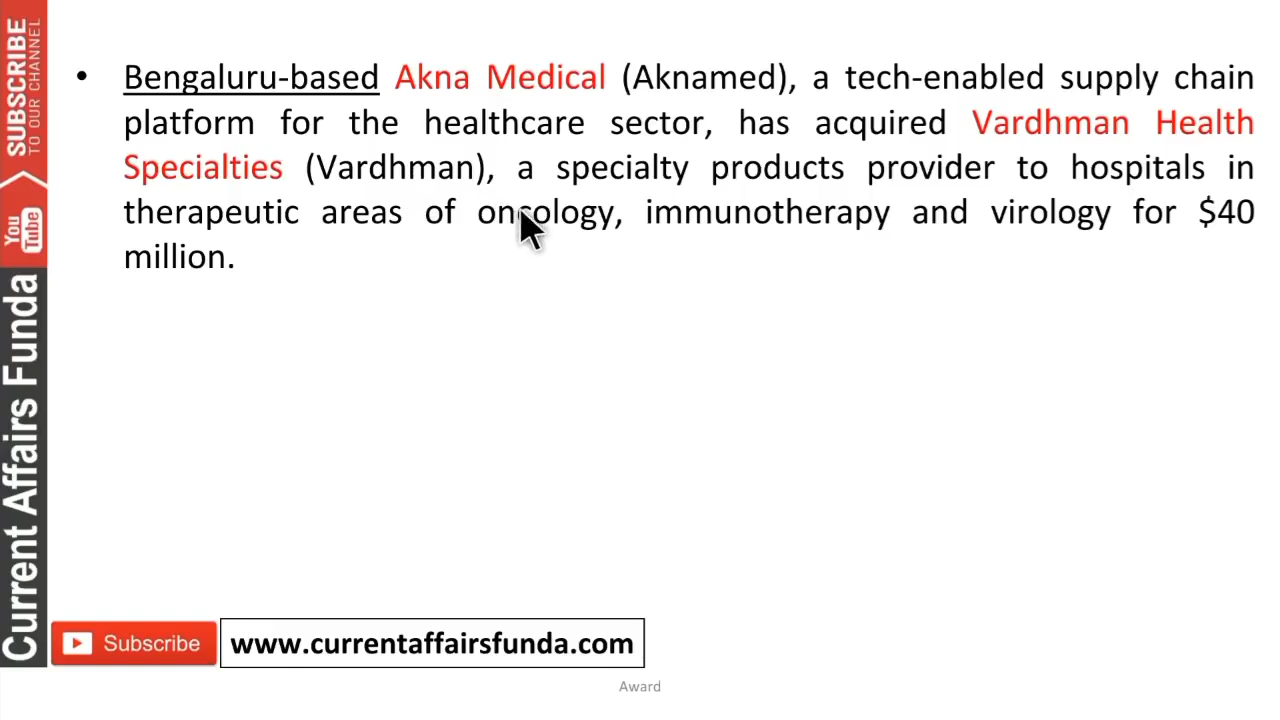 SUBSCRIBE
TO OUR CHANNEL
You
Tube
Current Affairs Funda
• Bengaluru-based Akna Medical (Aknamed), a tech-enabled supply chain
platform for the healthcare sector, has acquired Vardhman Health
Specialties (Vardhman), a specialty products provider to hospitals in
therapeutic areas of oncology, immunotherapy and virology for $40
million.
Subscribe
www.currentaffairsfunda.com
Award